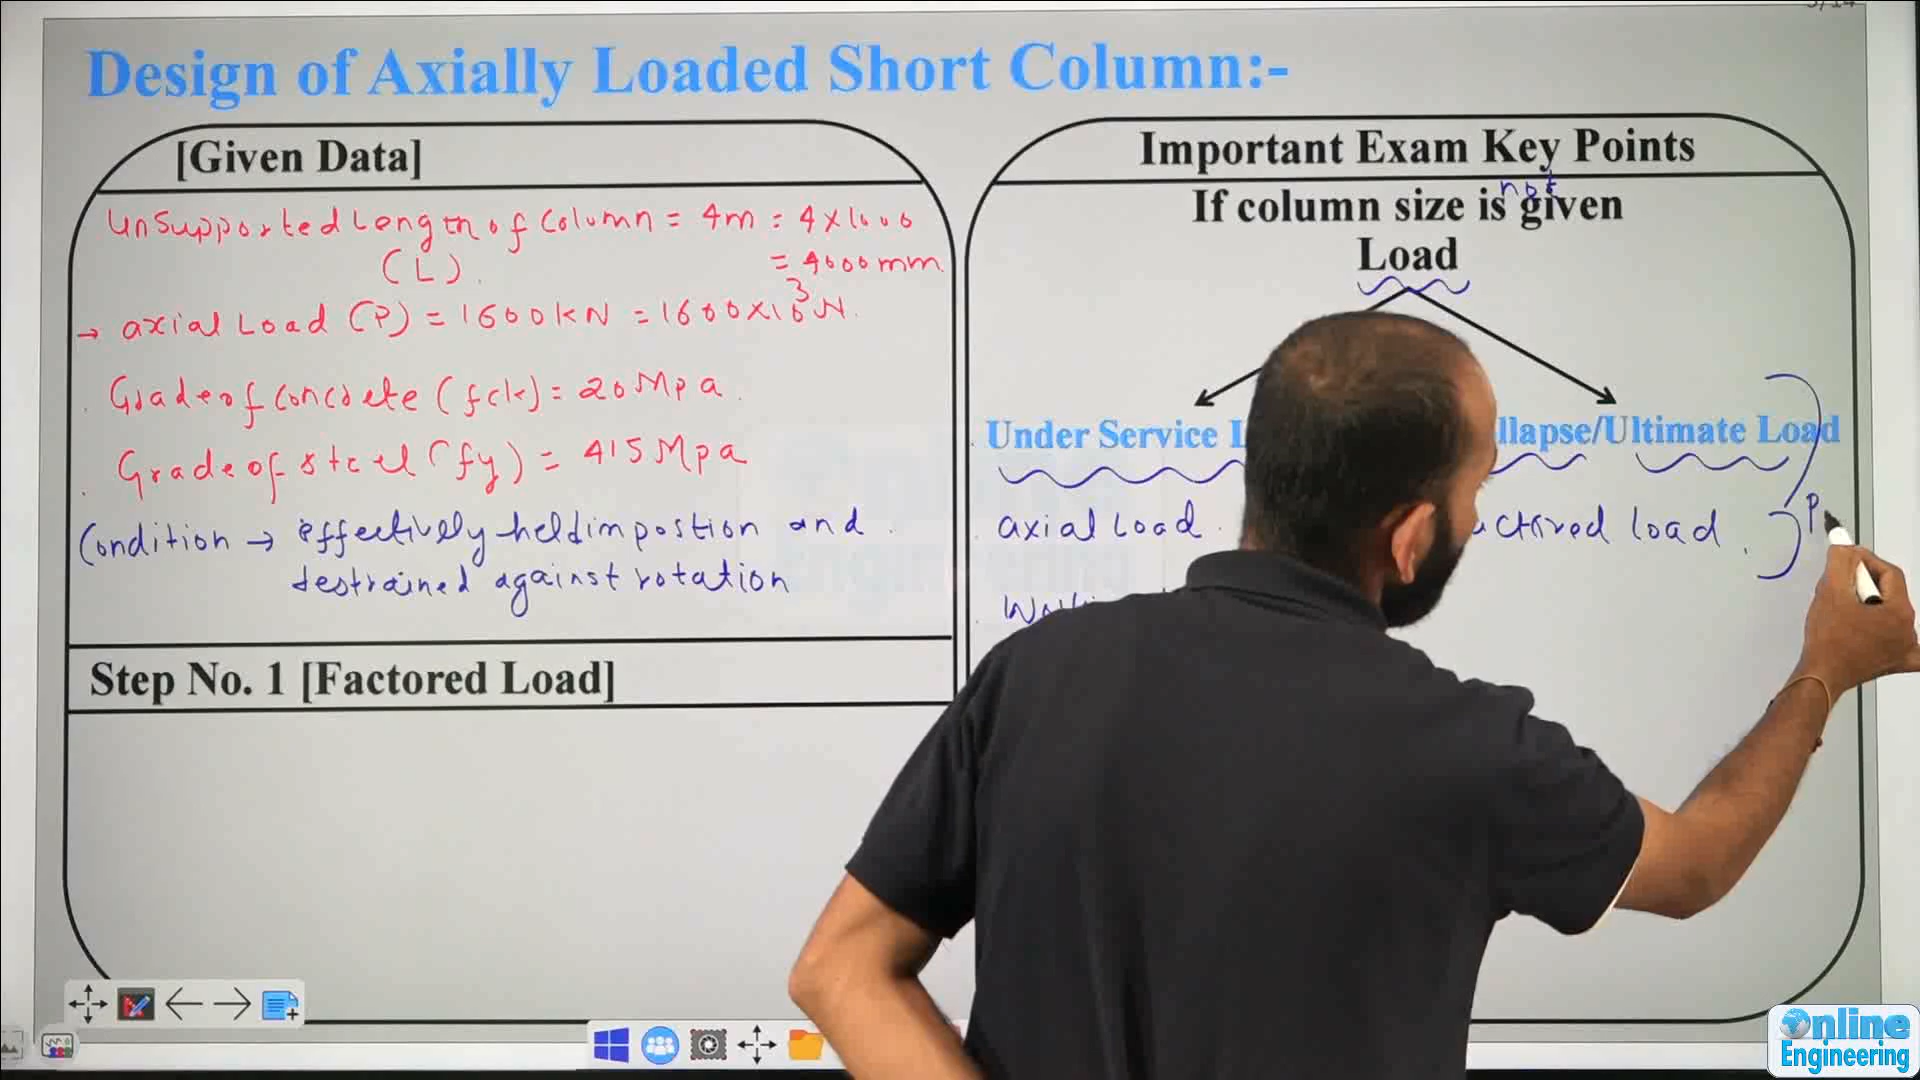 Design of Axially Loaded Short Column:-
[Given Data]
UnSupported Length of Column = 4m = 4x1000
(L). = 4000mm.
→ axial Load (P) = 1600KN = 1600x10³N.
Grade of Concrete (fck) = 20Mpa.
Grade of steel (fy) = 415Mpa
Condition → effectively held im postion and
restrained against rotation
Step No. 1 [Factored Load]
Important Exam Key Points
not
If column size is given
Load
Under Service L
llapse/Ultimate Load
axial Load.
load.
P
Online
Engineering